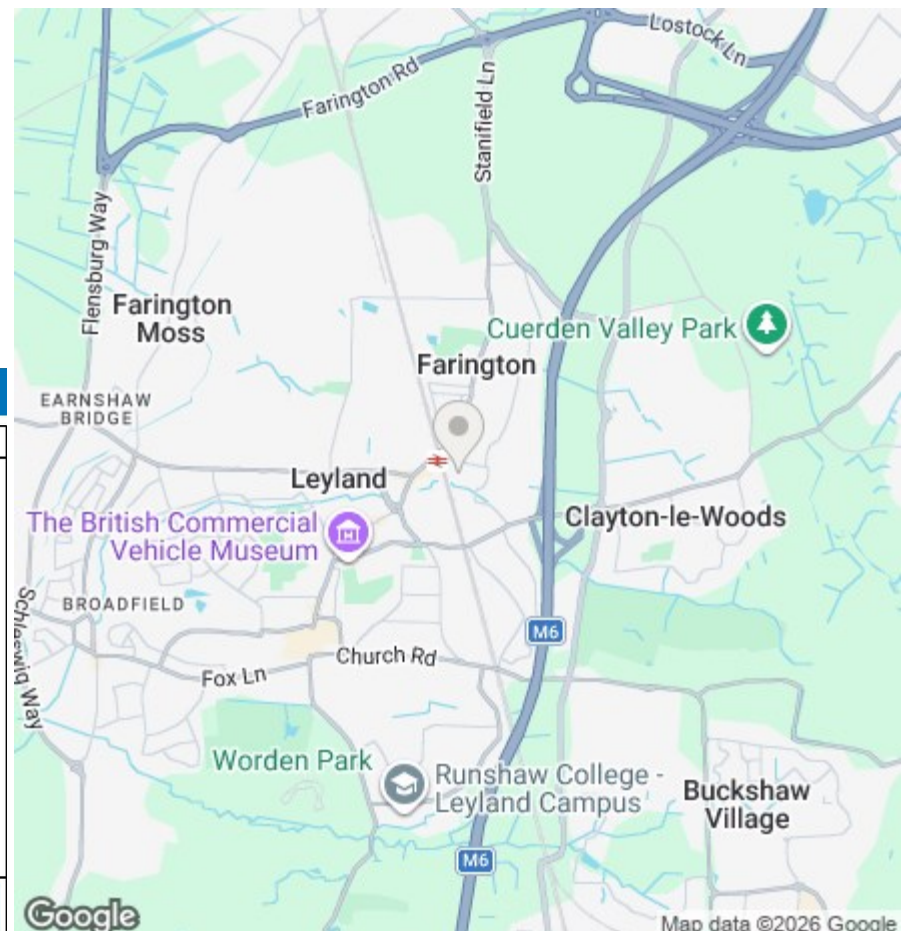 Lostock Ln
Farington Rd
Stanifield Ln
Flensburg Way
Farington
Moss
Cuerden Valley Park
Farington
EARNSHAW
BRIDGE
Leyland
The British Commercial
Vehicle Museum
Clayton-le-Woods
BROADFIELD
Schleswig Way
M6
Church Rd
Fox Ln
Worden Park
Runshaw College -
Leyland Campus
Buckshaw
Village
M6
Google
Map data ©2026 Google